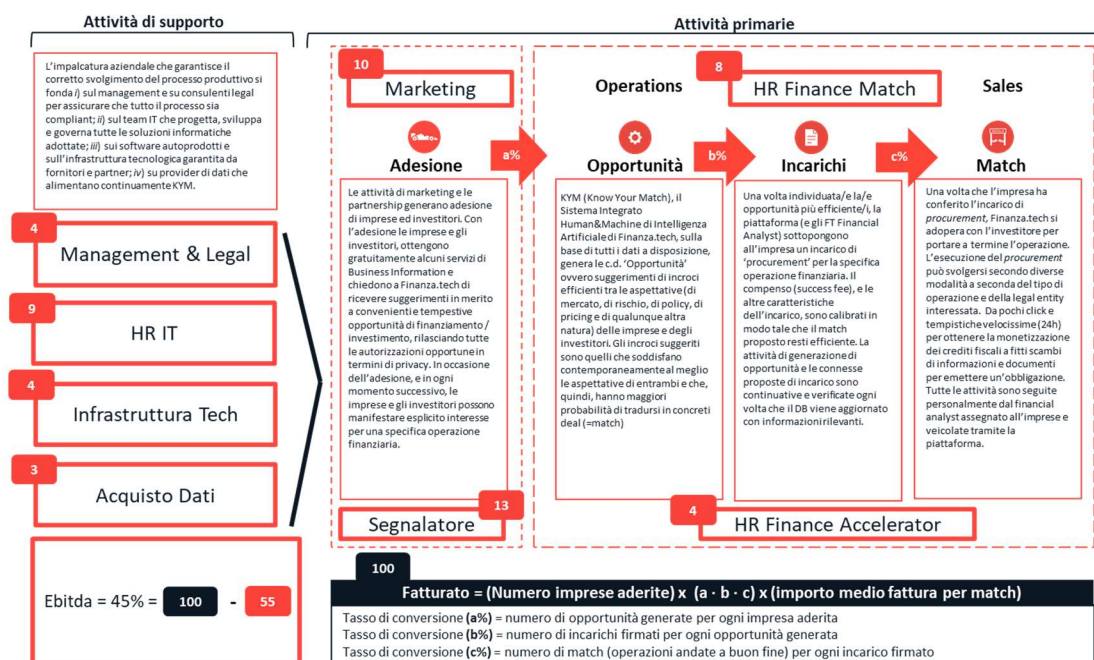 Attività di supporto
L'impalcatura aziendale che garantisce il
corretto svolgimento del processo produttivo si
fonda i) sul management e su consulenti legal
per assicurare che tutto il processo sia
compliant; ii) sul team IT che progetta, sviluppa
e governa tutte le soluzioni informatiche
adottate; iii) sui software autoprodotti e
sull'infrastruttura tecnologica garantita da
fornitori e partner; iv) su provider di dati che
alimentano continuamente KYM.
4
Management & Legal
9
HR IT
4
Infrastruttura Tech
3
Acquisto Dati
Ebitda = 45% = 100 - 55
Attività primarie
10
Marketing
Operations
8
HR Finance Match
Sales
Adesione
a%
Opportunità
b%
Incarichi
c%
Match
Le attività di marketing e le
partnership generano adesione
di imprese ed investitori. Con
l'adesione le imprese e gli
investitori, ottengono
gratuitamente alcuni servizi di
Business Information e
chiedono a Finanza.tech di
ricevere suggerimenti in merito
a convenienti e tempestive
opportunità di finanziamento /
investimento, rilasciando tutte
le autorizzazioni opportune in
termini di privacy. In occasione
dell'adesione, e in ogni
momento successivo, le
imprese e gli investitori possono
manifestare esplicito interesse
per una specifica operazione
finanziaria.
KYM (Know Your Match), il
Sistema Integrato
Human&Machine di Intelligenza
Artificiale di Finanza.tech, sulla
base di tutti i dati a disposizione,
genera le c.d. 'Opportunità'
ovvero suggerimenti di incroci
efficienti tra le aspettative (di
mercato, di rischio, di policy, di
pricing e di qualunque altra
natura) delle imprese e degli
investitori. Gli incroci suggeriti
sono quelli che soddisfano
contemporaneamente al meglio
le aspettative di entrambi e che,
quindi, hanno maggiori
probabilità di tradursi in concreti
deal (=match)
Una volta individuata/e la/e
opportunità più efficiente/i, la
piattaforma (e gli FT Financial
Analyst) sottopongono
all'impresa un incarico di
'procurement' per la specifica
operazione finanziaria. Il
compenso (success fee), e le
altre caratteristiche
dell'incarico, sono calibrati in
modo tale che il match
proposto resti efficiente. La
attività di generazione di
opportunità e le connesse
proposte di incarico sono
continuative e verificate ogni
volta che il DB viene aggiornato
con informazioni rilevanti.
Una volta che l'impresa ha
conferito l'incarico di
procurement, Finanza.tech si
adopera con l'investitore per
portare a termine l'operazione.
L'esecuzione del procurement
può svolgersi secondo diverse
modalità a seconda del tipo di
operazione e della legal entity
interessata. Da pochi click e
tempistiche velocissime (24h)
per ottenere la monetizzazione
dei crediti fiscali a fitti scambi
di informazioni e documenti
per emettere un'obbligazione.
Tutte le attività sono seguite
personalmente dal financial
analyst assegnato all'imprese e
veicolate tramite la
piattaforma.
13
Segnalatore
4
HR Finance Accelerator
100
Fatturato = (Numero imprese aderite) x (a · b · c) x (importo medio fattura per match)
Tasso di conversione (a%) = numero di opportunità generate per ogni impresa aderita
Tasso di conversione (b%) = numero di incarichi firmati per ogni opportunità generata
Tasso di conversione (c%) = numero di match (operazioni andate a buon fine) per ogni incarico firmato